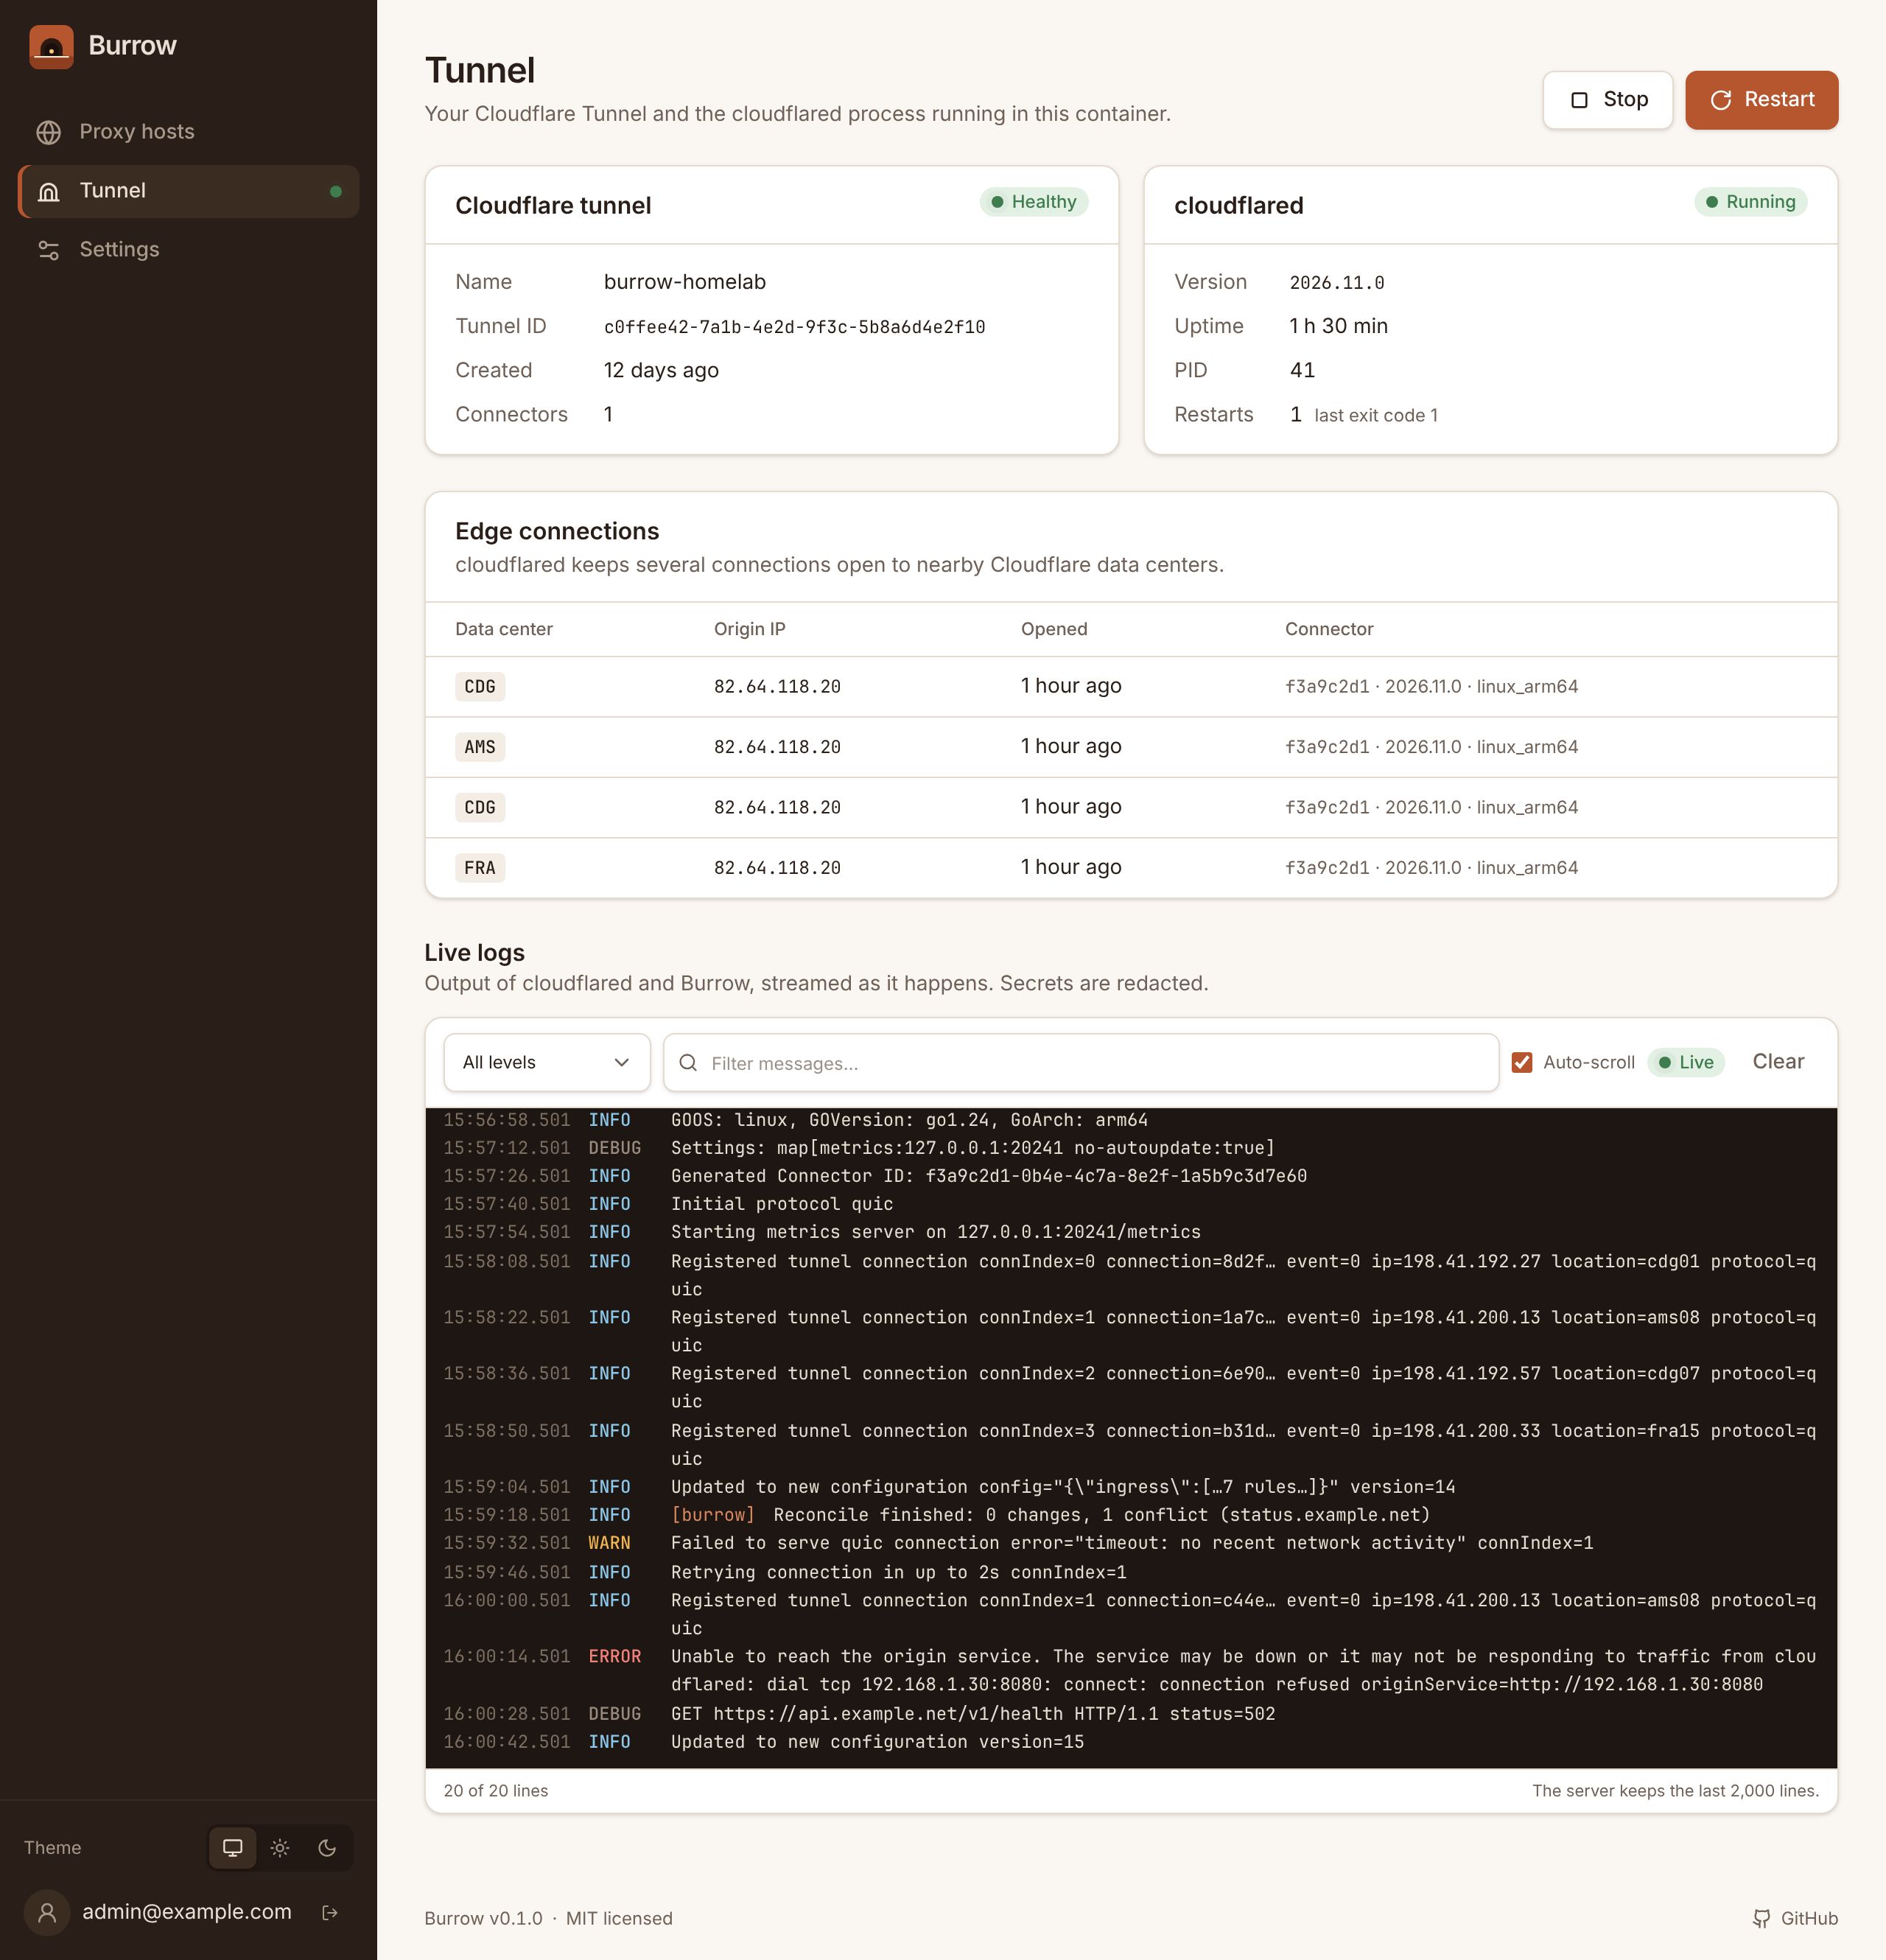 Burrow
Proxy hosts
Tunnel
Settings
Theme
admin@example.com
Tunnel
Your Cloudflare Tunnel and the cloudflared process running in this container.
Stop
Restart
Cloudflare tunnel
Healthy
Name burrow-homelab
Tunnel ID c0ffee42-7a1b-4e2d-9f3c-5b8a6d4e2f10
Created 12 days ago
Connectors 1
cloudflared
Running
Version 2026.11.0
Uptime 1 h 30 min
PID 41
Restarts 1 last exit code 1
Edge connections
cloudflared keeps several connections open to nearby Cloudflare data centers.
Data center Origin IP Opened Connector
CDG 82.64.118.20 1 hour ago f3a9c2d1 · 2026.11.0 · linux_arm64
AMS 82.64.118.20 1 hour ago f3a9c2d1 · 2026.11.0 · linux_arm64
CDG 82.64.118.20 1 hour ago f3a9c2d1 · 2026.11.0 · linux_arm64
FRA 82.64.118.20 1 hour ago f3a9c2d1 · 2026.11.0 · linux_arm64
Live logs
Output of cloudflared and Burrow, streamed as it happens. Secrets are redacted.
All levels Filter messages... Auto-scroll Live Clear
15:56:58.501 INFO GOOS: linux, GOVersion: go1.24, GoArch: arm64
15:57:12.501 DEBUG Settings: map[metrics:127.0.0.1:20241 no-autoupdate:true]
15:57:26.501 INFO Generated Connector ID: f3a9c2d1-0b4e-4c7a-8e2f-1a5b9c3d7e60
15:57:40.501 INFO Initial protocol quic
15:57:54.501 INFO Starting metrics server on 127.0.0.1:20241/metrics
15:58:08.501 INFO Registered tunnel connection connIndex=0 connection=8d2f… event=0 ip=198.41.192.27 location=cdg01 protocol=q
uic
15:58:22.501 INFO Registered tunnel connection connIndex=1 connection=1a7c… event=0 ip=198.41.200.13 location=ams08 protocol=q
uic
15:58:36.501 INFO Registered tunnel connection connIndex=2 connection=6e90… event=0 ip=198.41.192.57 location=cdg07 protocol=q
uic
15:58:50.501 INFO Registered tunnel connection connIndex=3 connection=b31d… event=0 ip=198.41.200.33 location=fra15 protocol=q
uic
15:59:04.501 INFO Updated to new configuration config="{\"ingress\":[…7 rules…]}" version=14
15:59:18.501 INFO [burrow] Reconcile finished: 0 changes, 1 conflict (status.example.net)
15:59:32.501 WARN Failed to serve quic connection error="timeout: no recent network activity" connIndex=1
15:59:46.501 INFO Retrying connection in up to 2s connIndex=1
16:00:00.501 INFO Registered tunnel connection connIndex=1 connection=c44e… event=0 ip=198.41.200.13 location=ams08 protocol=q
uic
16:00:14.501 ERROR Unable to reach the origin service. The service may be down or it may not be responding to traffic from clou
dflared: dial tcp 192.168.1.30:8080: connect: connection refused originService=http://192.168.1.30:8080
16:00:28.501 DEBUG GET https://api.example.net/v1/health HTTP/1.1 status=502
16:00:42.501 INFO Updated to new configuration version=15
20 of 20 lines The server keeps the last 2,000 lines.
Burrow v0.1.0 · MIT licensed
GitHub